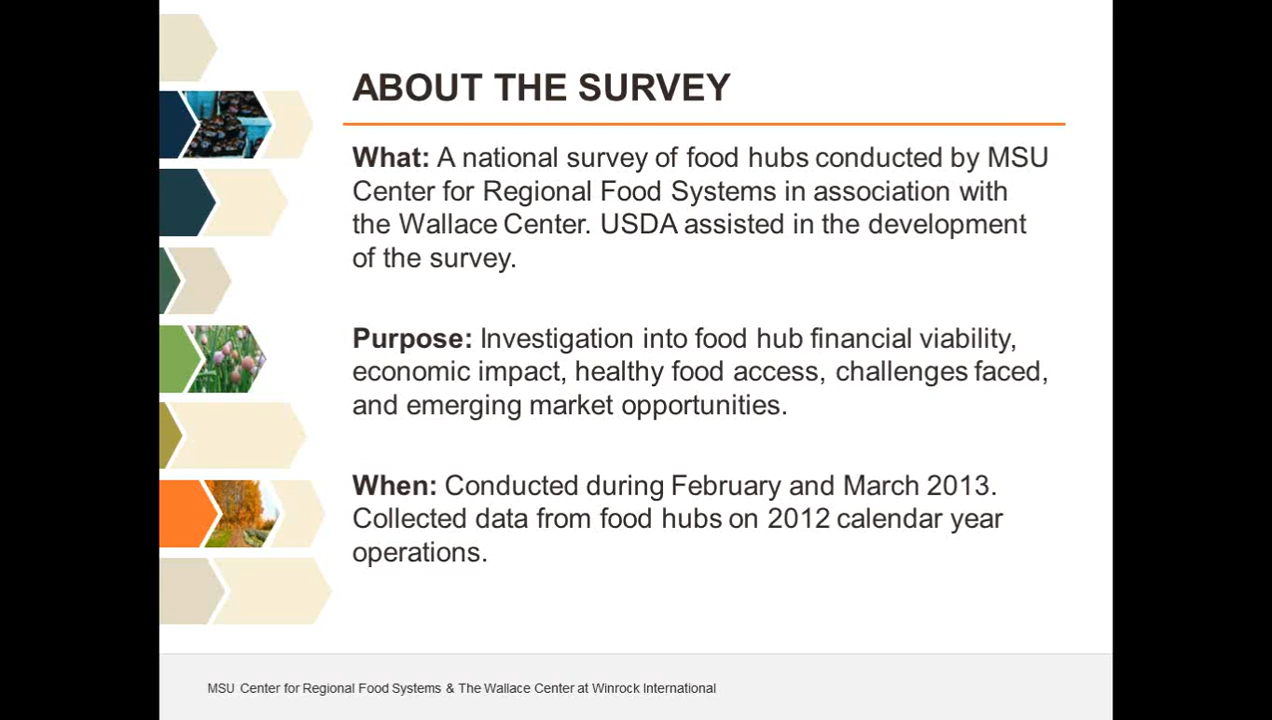 ABOUT THE SURVEY
What: A national survey of food hubs conducted by MSU
Center for Regional Food Systems in association with
the Wallace Center. USDA assisted in the development
of the survey.
Purpose: Investigation into food hub financial viability,
economic impact, healthy food access, challenges faced,
and emerging market opportunities.
When: Conducted during February and March 2013.
Collected data from food hubs on 2012 calendar year
operations.
MSU Center for Regional Food Systems & The Wallace Center at Winrock International